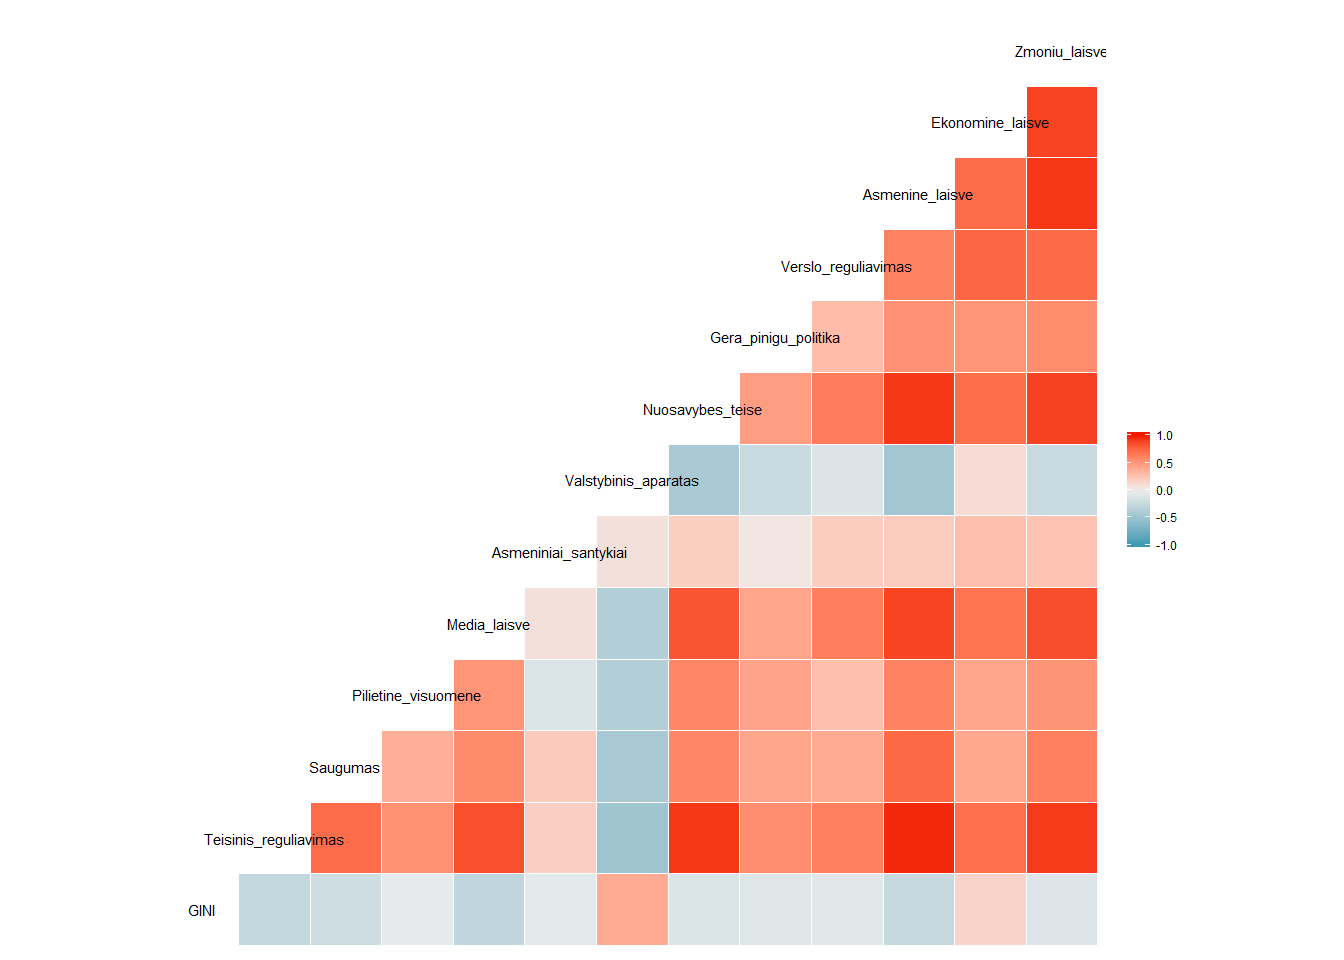 Zmoniu_laisve
Ekonomine_laisve
Asmenine_laisve
Verslo_reguliavimas
Gera_pinigu_politika
Nuosavybes_teise
1.0
0.5
Valstybinis_aparatas
0.0
-0.5
-1.0
Asmeniniai_santykiai
Media_laisve
Pilietine_visuomene
Saugumas
Teisinis_reguliavimas
GINI